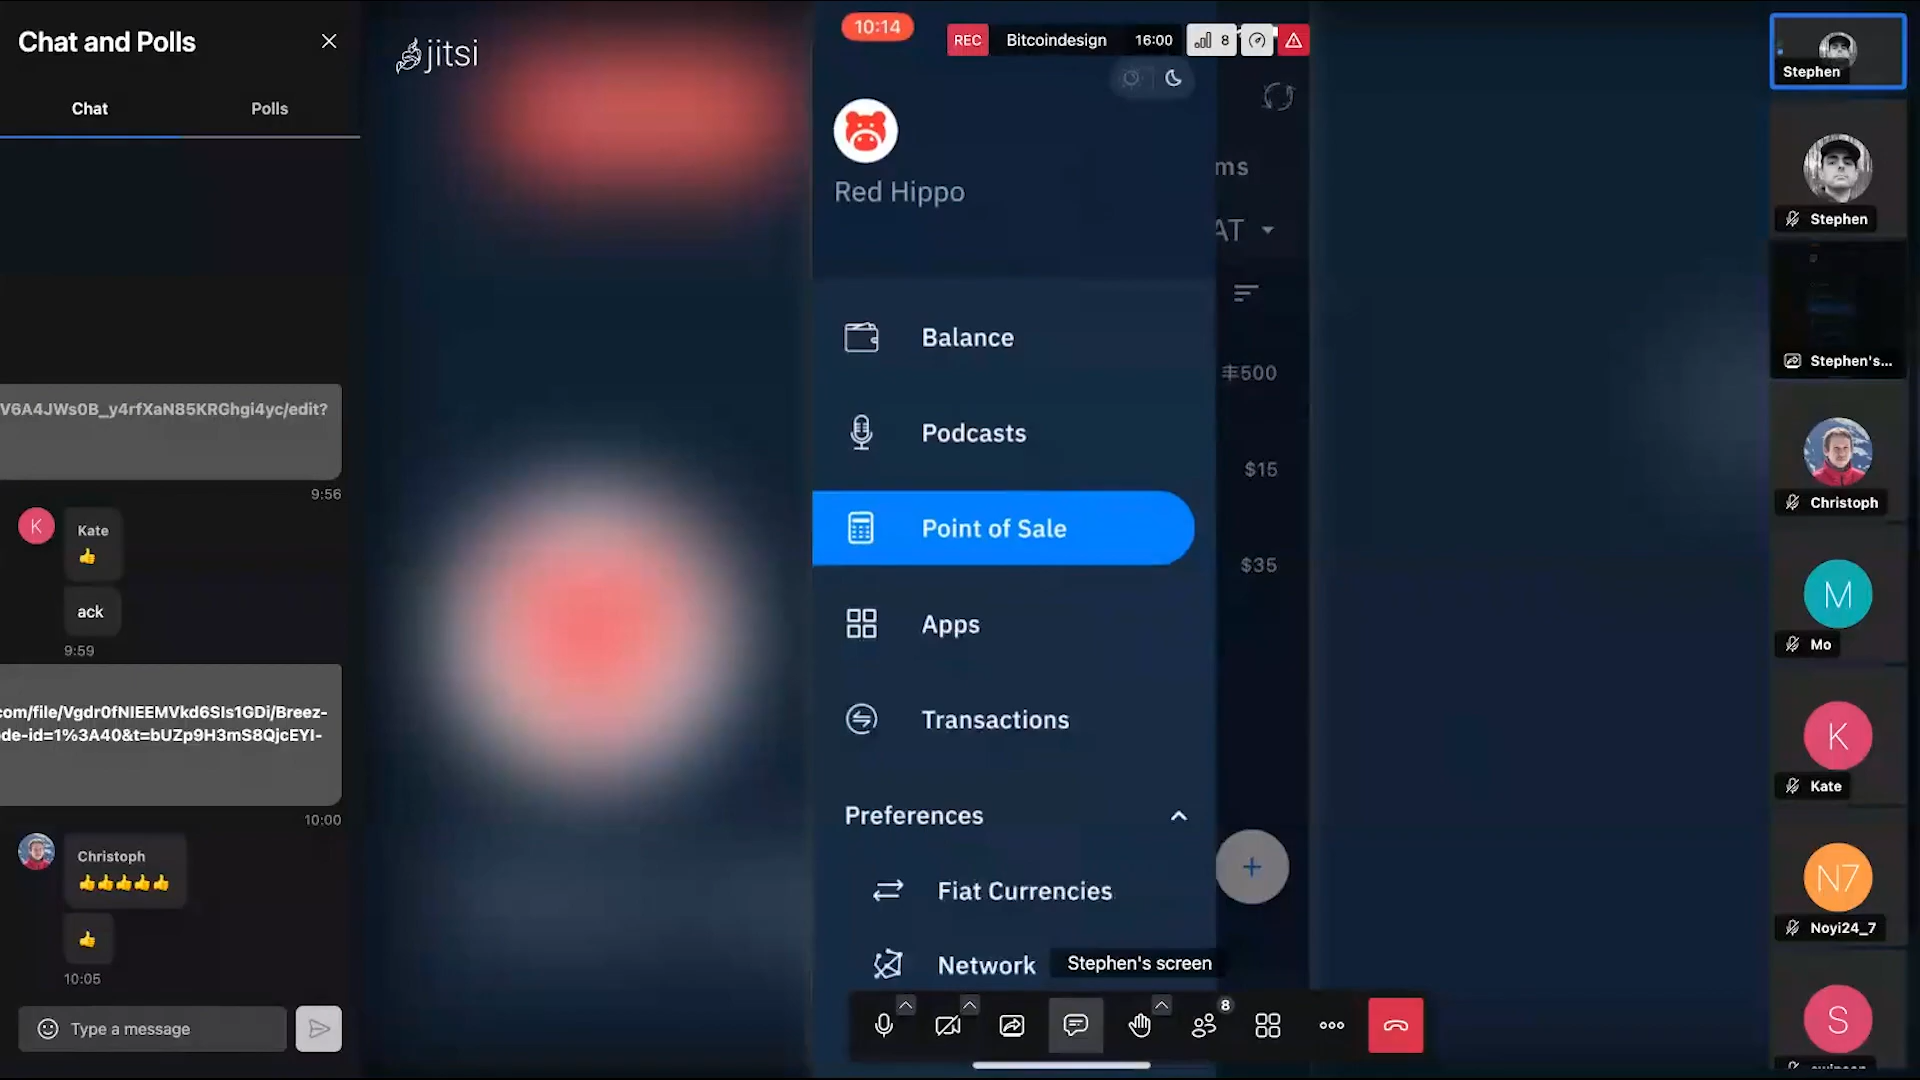 Chat and Polls
Chat
Polls
V6A4JWs0B_y4rfXaN85KRGhgi4yc/edit?
9:56
K
Kate
ack
9:59
com/file/Vgdr0fNIEEMVkd6SIs1GDi/Breez-
de-id=1%3A40&t=bUZp9H3mS8QjcEYI-
10:00
Christoph
10:05
Type a message
jitsi
10:14
REC
Bitcoindesign
16:00
8
Red Hippo
ms
AT
Balance
500
Podcasts
$15
Point of Sale
$35
Apps
Transactions
Preferences
Fiat Currencies
Network
Stephen's screen
8
Stephen
Stephen
Stephen's...
Christoph
M
Mo
K
Kate
N7
Noyi24_7
S